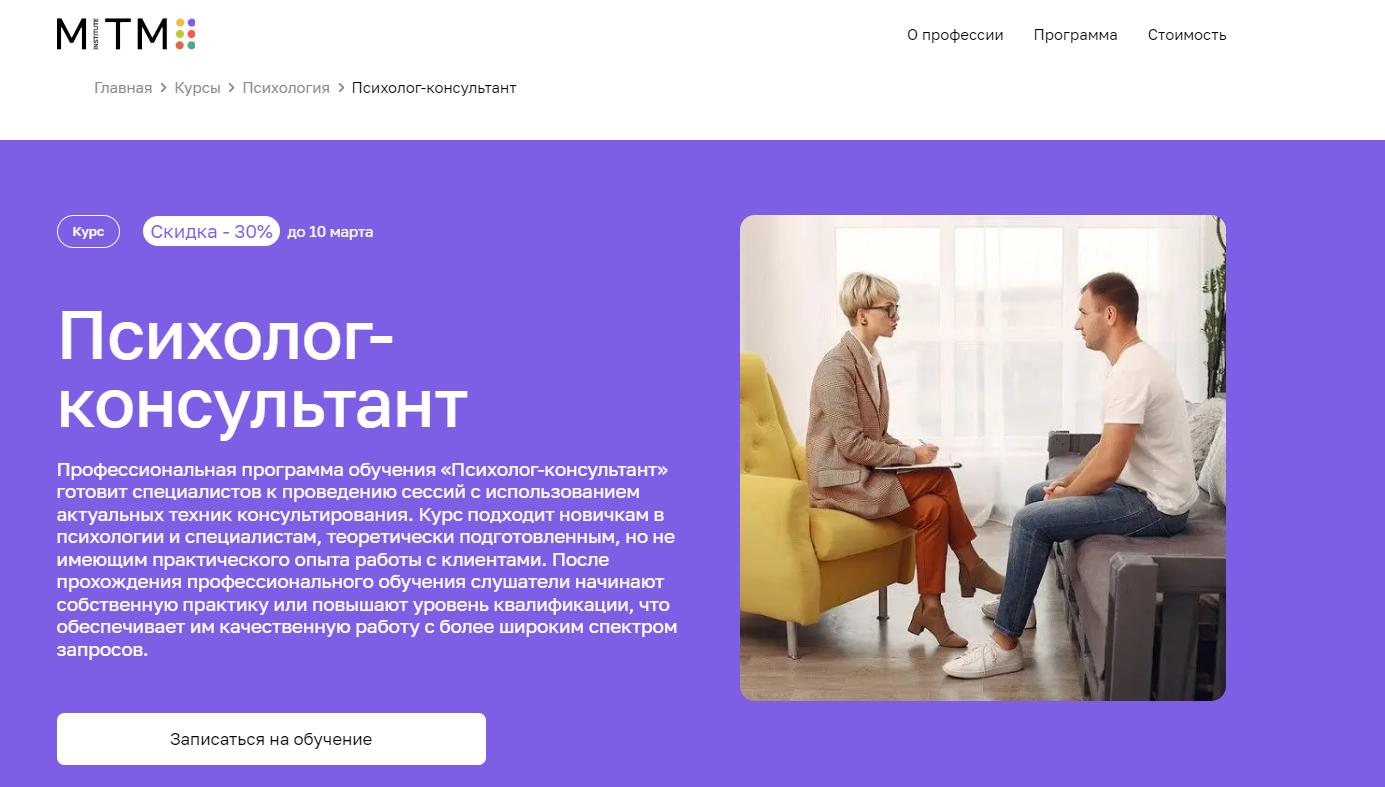 MITM INSTITUTE
О профессии Программа Стоимость
Главная > Курсы > Психология > Психолог-консультант
Курс Скидка - 30% до 10 марта
Психолог-
консультант
Профессиональная программа обучения «Психолог-консультант»
готовит специалистов к проведению сессий с использованием
актуальных техник консультирования. Курс подходит новичкам в
психологии и специалистам, теоретически подготовленным, но не
имеющим практического опыта работы с клиентами. После
прохождения профессионального обучения слушатели начинают
собственную практику или повышают уровень квалификации, что
обеспечивает им качественную работу с более широким спектром
запросов.
Записаться на обучение